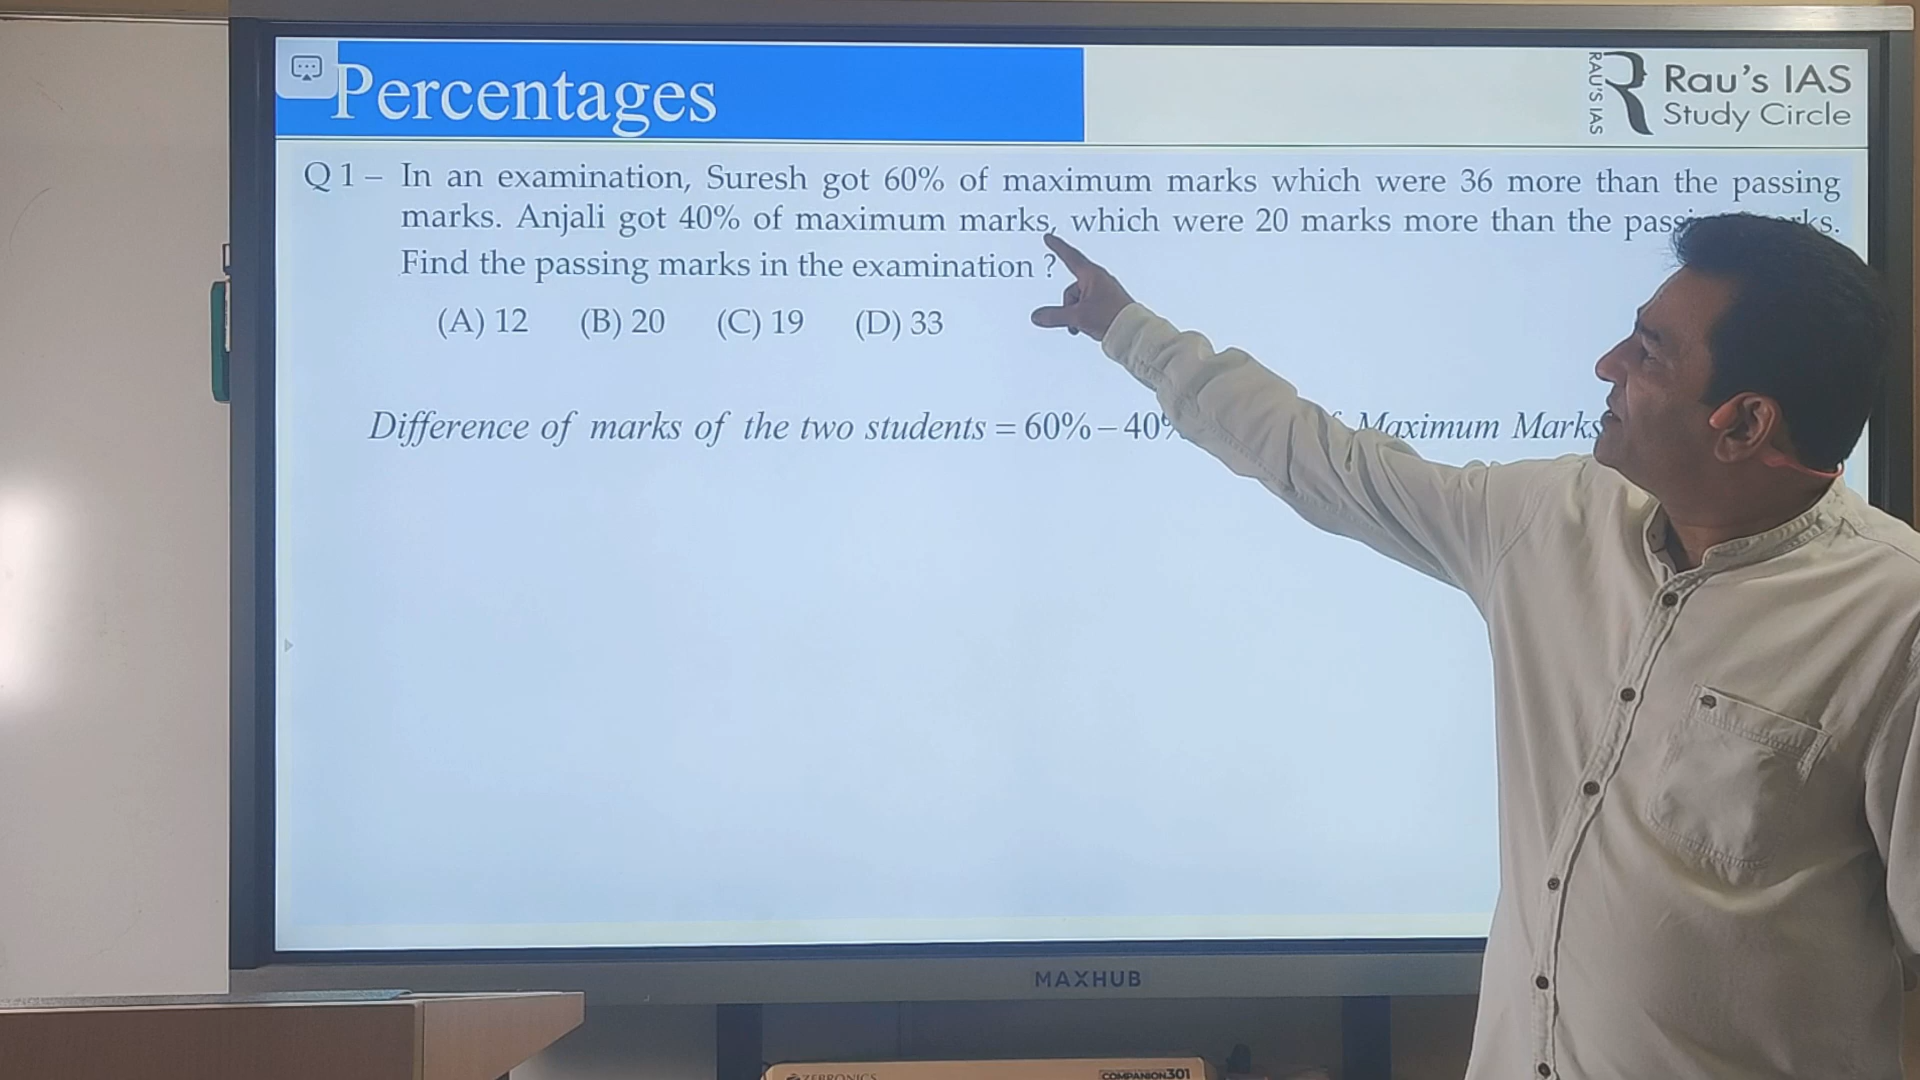 Percentages
RAU'S IAS
Rau's IAS
Study Circle
Q 1 – In an examination, Suresh got 60% of maximum marks which were 36 more than the passing
marks. Anjali got 40% of maximum marks, which were 20 marks more than the
Find the passing marks in the examination ?
(A) 12 (B) 20 (C) 19 (D) 33
Difference of marks of the two students = 60% – 40% Maximum Marks
MAXHUB
ZEBRONICS
COMPANION301